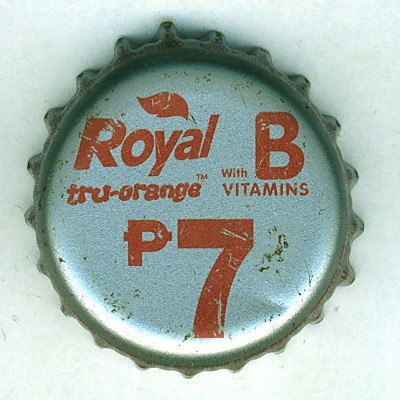 Royal
tru-orange™
With B
VITAMINS
₱7